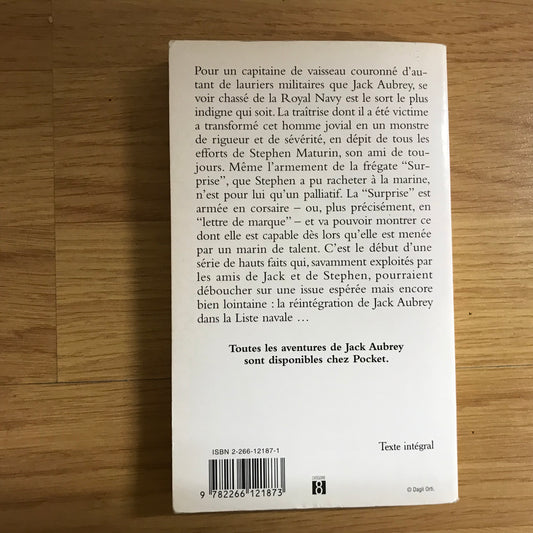 Pour un capitaine de vaisseau couronné d'au-
tant de lauriers militaires que Jack Aubrey, se
voir chassé de la Royal Navy est le sort le plus
indigne qui soit. La traîtrise dont il a été victime
a transformé cet homme jovial en un monstre
de rigueur et de sévérité, en dépit de tous les
efforts de Stephen Maturin, son ami de tou-
jours. Même l'armement de la frégate “Sur-
prise”, que Stephen a pu racheter à la marine,
n'est pour lui qu'un palliatif. La “Surprise” est
armée en corsaire – ou, plus précisément, en
“lettre de marque” – et va pouvoir montrer ce
dont elle est capable dès lors qu'elle est menée
par un marin de talent. C'est le début d'une
série de hauts faits qui, savamment exploités par
les amis de Jack et de Stephen, pourraient
déboucher sur une issue espérée mais encore
bien lointaine : la réintégration de Jack Aubrey
dans la Liste navale ...
Toutes les aventures de Jack Aubrey
sont disponibles chez Pocket.
Texte intégral
ISBN 2-266-12187-1
9 782266 121873
CATÉGORIE
8
© Dagli Orti.